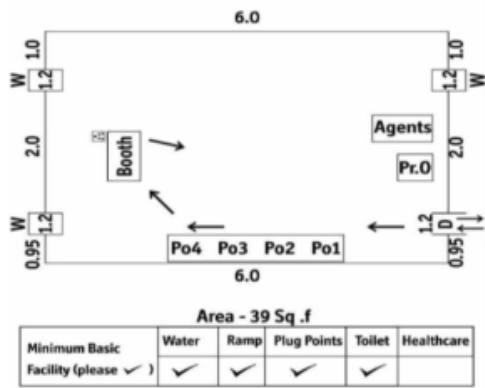 6.0
1.0
1.0
W 1.2
1.2 W
Agents
2.0
Booth
2.0
Pr.O
W 1.2
1.2 D
0.95
Po4 Po3 Po2 Po1
0.95
6.0
Area - 39 Sq .f
Minimum Basic Facility (please ✓ )
Water Ramp Plug Points Toilet Healthcare
✓ ✓ ✓ ✓